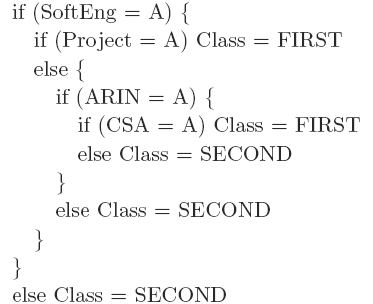 if (SoftEng = A) {
if (Project = A) Class = FIRST
else {
if (ARIN = A) {
if (CSA = A) Class = FIRST
else Class = SECOND
}
else Class = SECOND
}
}
else Class = SECOND